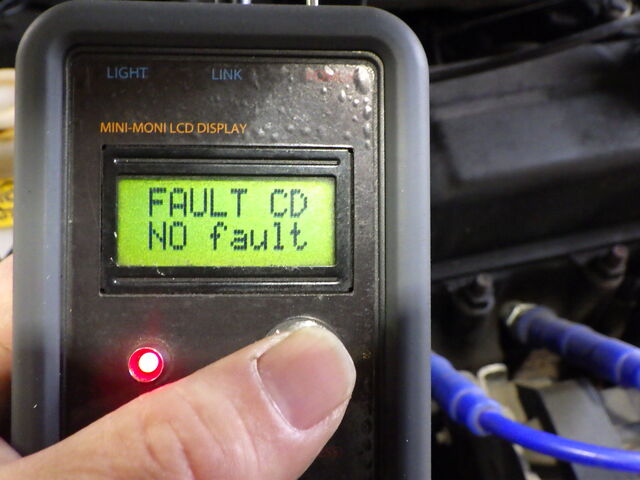 LIGHT LINK
MINI-MONI LCD DISPLAY
FAULT CD
NO fault